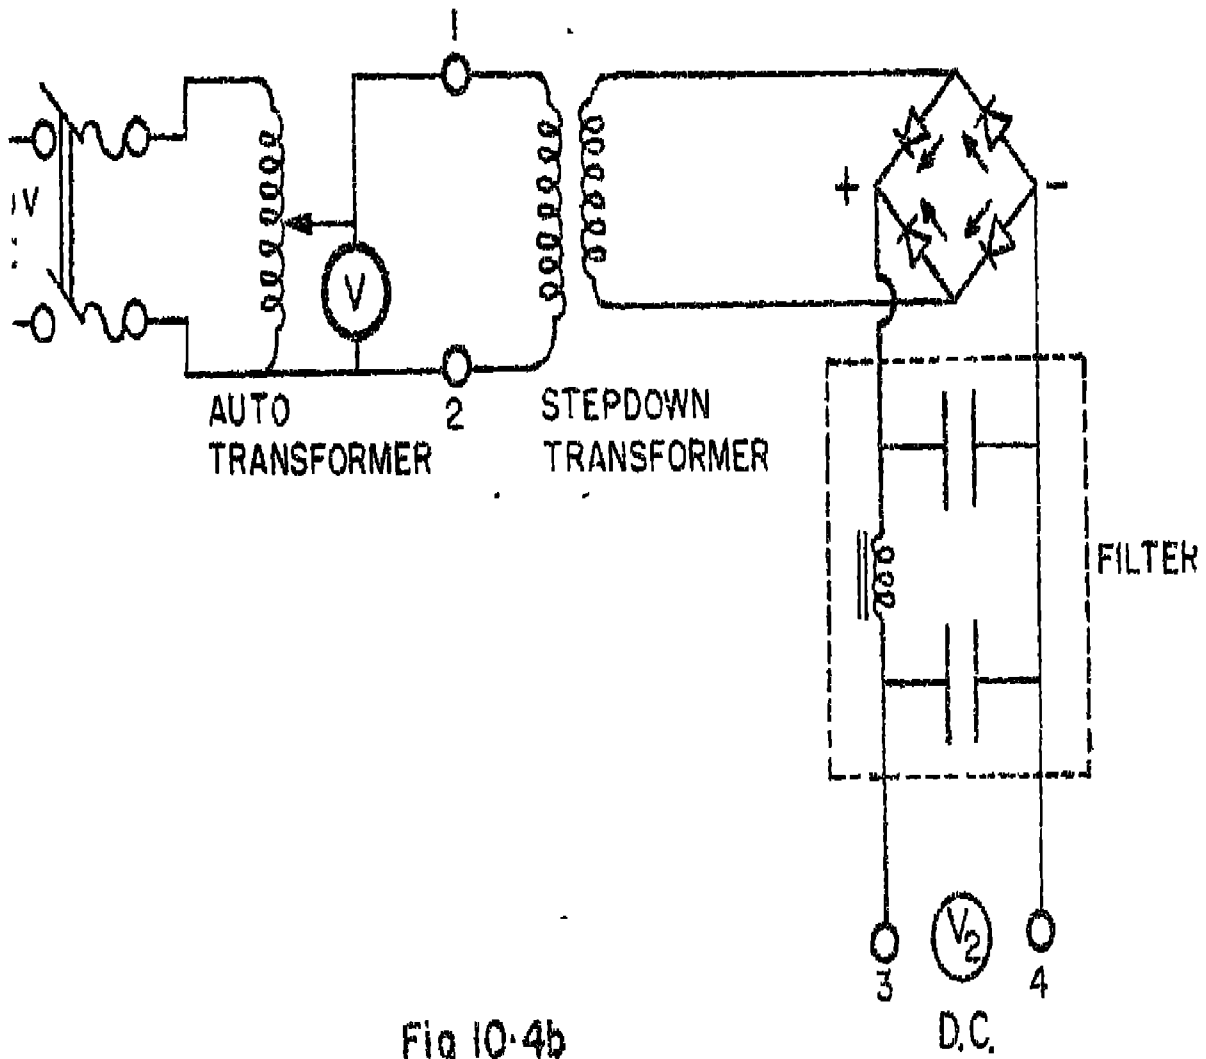 1
V
+
-
V
AUTO
TRANSFORMER
2
STEPDOWN
TRANSFORMER
FILTER
V2
3
4
D.C.
Fig 10.4b